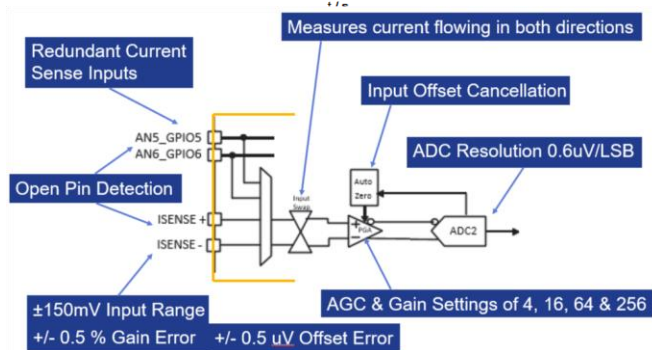 Measures current flowing in both directions
Redundant Current
Sense Inputs
Input Offset Cancellation
AN5_GPIO5
AN6_GPIO6
ADC Resolution 0.6uV/LSB
Open Pin Detection
Input
Swap
Auto
Zero
ISENSE +
ISENSE -
+
-
PGA
ADC2
±150mV Input Range
+/- 0.5 % Gain Error
+/- 0.5 uV Offset Error
AGC & Gain Settings of 4, 16, 64 & 256